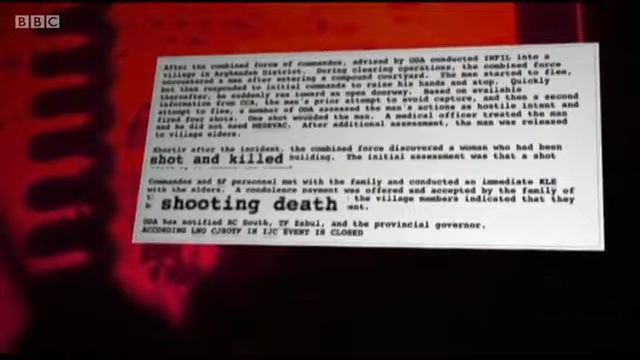 BBC
After the combined force of commandos, advised by ODA conducted INFIL into a
village in Arghandab District. During clearing operations, the combined force
encountered a man after entering a compound courtyard. The man started to flee,
but then responded to initial commands to raise his hands and stop. Quickly
thereafter, he suddenly ran toward an open doorway. Based on available
information from CCA, the man's prior attempt to avoid capture, and then a second
attempt to flee, a member of ODA assessed the man's actions as hostile intent and
fired four shots. One shot wounded the man. A medical officer treated the man
and he did not need MEDEVAC. After additional assessment, the man was released
to village elders.
Shortly after the incident, the combined force discovered a woman who had been
shot and killed building. The initial assessment was that a shot
Commandos and SF personnel met with the family and conducted an immediate KLE
with the elders. A condolence payment was offered and accepted by the family of
shooting death the village members indicated that they
ODA has notified RC South, TF Zabul, and the provincial governor.
ACCORDING LNO CJSOTF IN IJC EVENT IS CLOSED